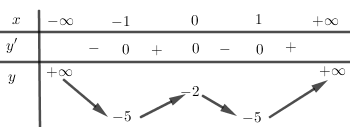 x −∞ −1 0 1 +∞
y′ − 0 + 0 − 0 +
y +∞ −5 −2 −5 +∞